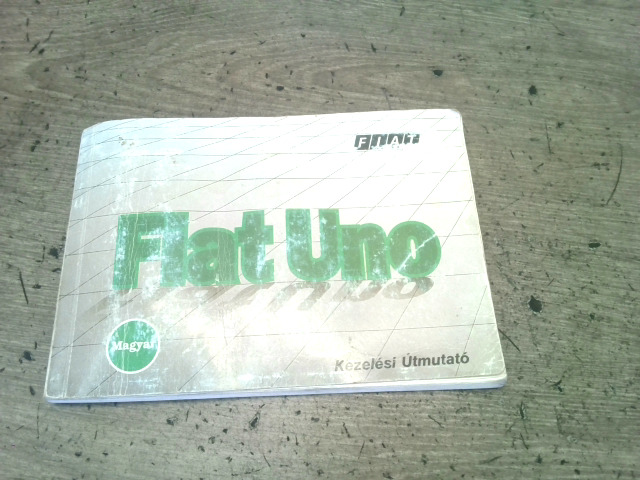 FIAT
Fiat Uno
Magyar
Kezelési Útmutató